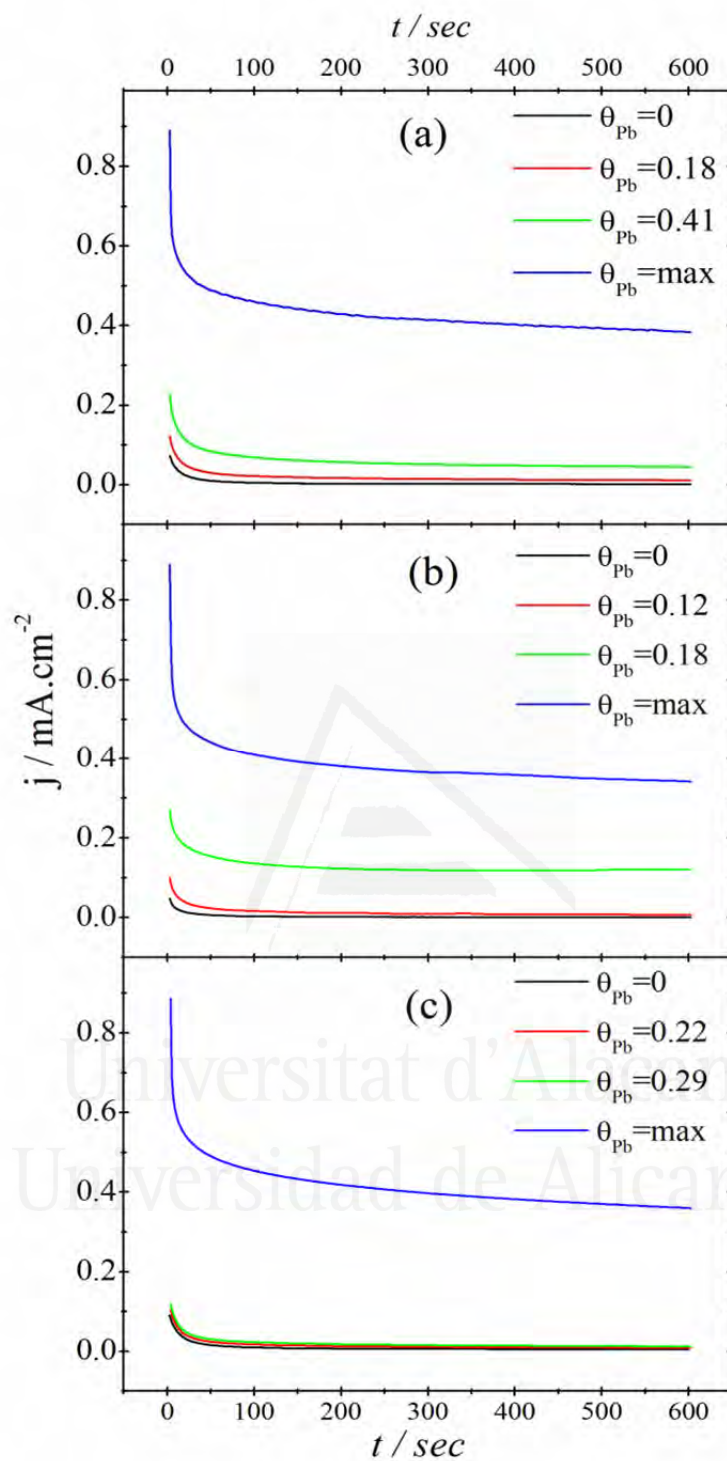 t / sec
0 100 200 300 400 500 600
(a)
θPb=0
θPb=0.18
θPb=0.41
θPb=max
0.8
0.6
0.4
0.2
0.0
(b)
θPb=0
θPb=0.12
θPb=0.18
θPb=max
0.8
0.6
0.4
0.2
0.0
j / mA.cm-2
(c)
θPb=0
θPb=0.22
θPb=0.29
θPb=max
0.8
0.6
0.4
0.2
0.0
Universitat d'Alacan
Universidad de Alican
0 100 200 300 400 500 600
t / sec